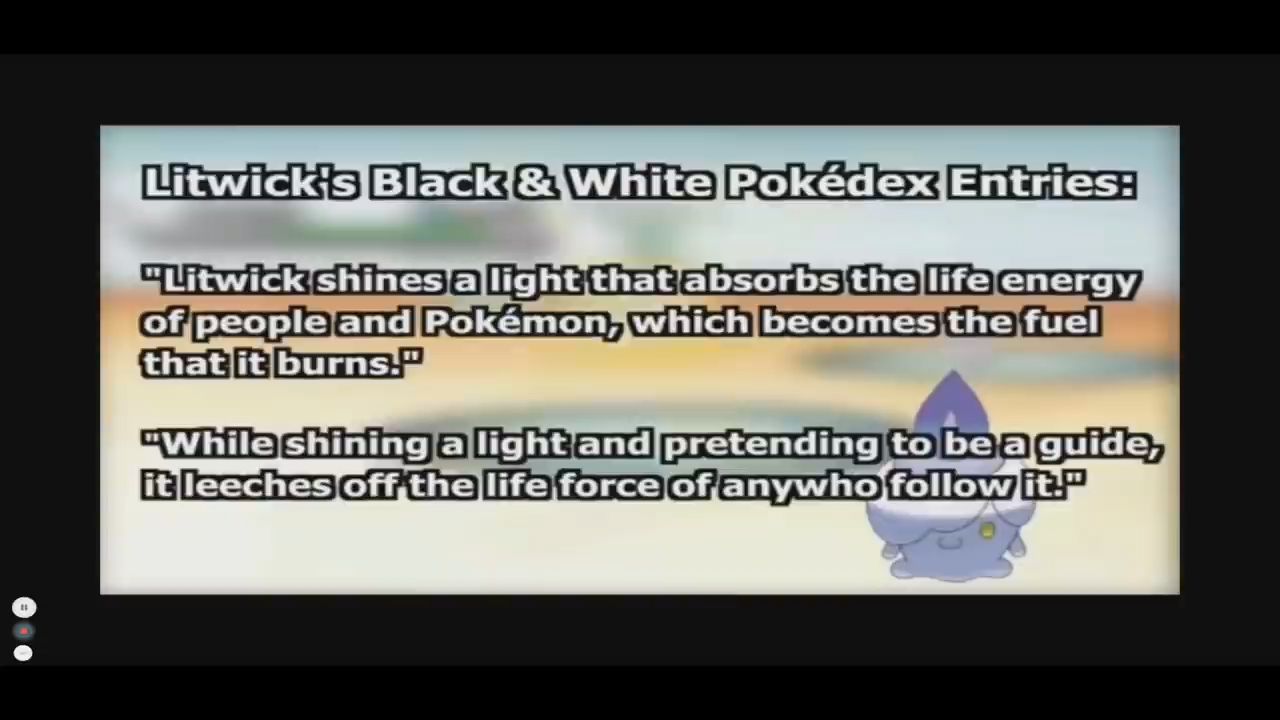 Litwick's Black & White Pokédex Entries:
"Litwick shines a light that absorbs the life energy
of people and Pokémon, which becomes the fuel
that it burns."
"While shining a light and pretending to be a guide,
it leeches off the life force of anywho follow it."